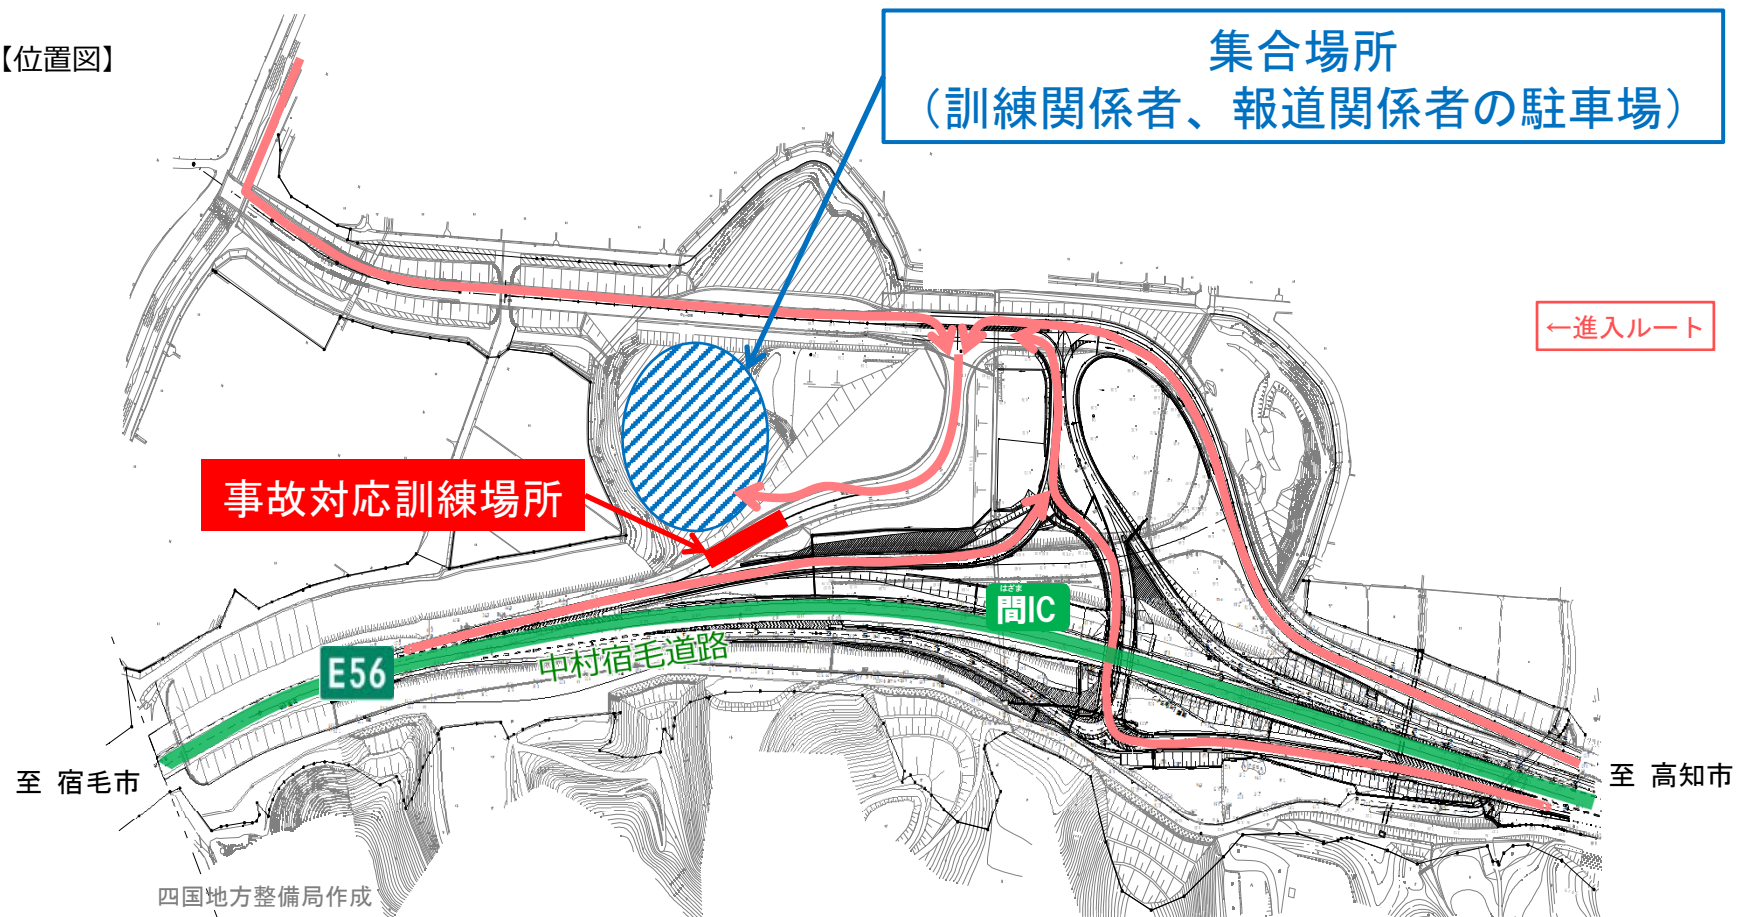 【位置図】
集合場所
（訓練関係者、報道関係者の駐車場）
←進入ルート
事故対応訓練場所
はざま
間IC
E56
中村宿毛道路
至 宿毛市
至 高知市
四国地方整備局作成